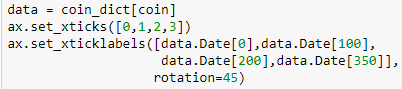 data = coin_dict[coin]
ax.set_xticks([0,1,2,3])
ax.set_xticklabels([data.Date[0],data.Date[100],
data.Date[200],data.Date[350]],
rotation=45)